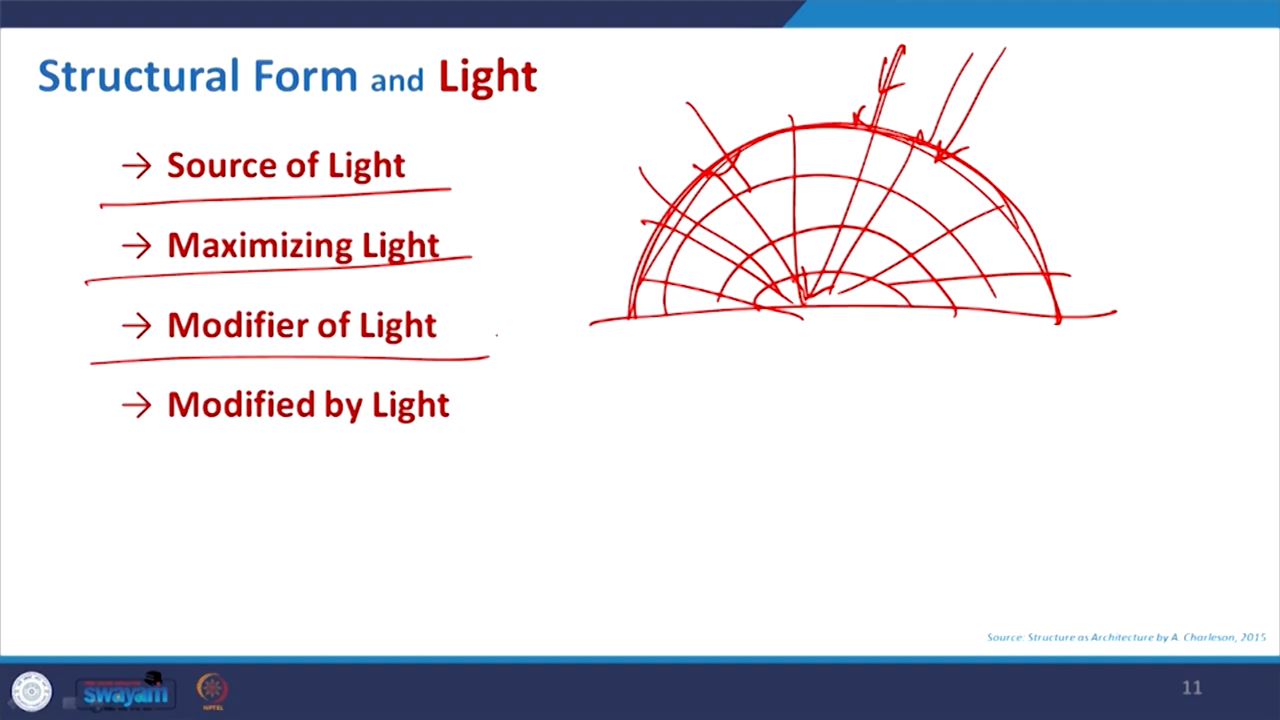 Structural Form and Light
→ Source of Light
→ Maximizing Light
→ Modifier of Light
→ Modified by Light
Source: Structure as Architecture by A. Charleson, 2015
swayam
NPTEL
11